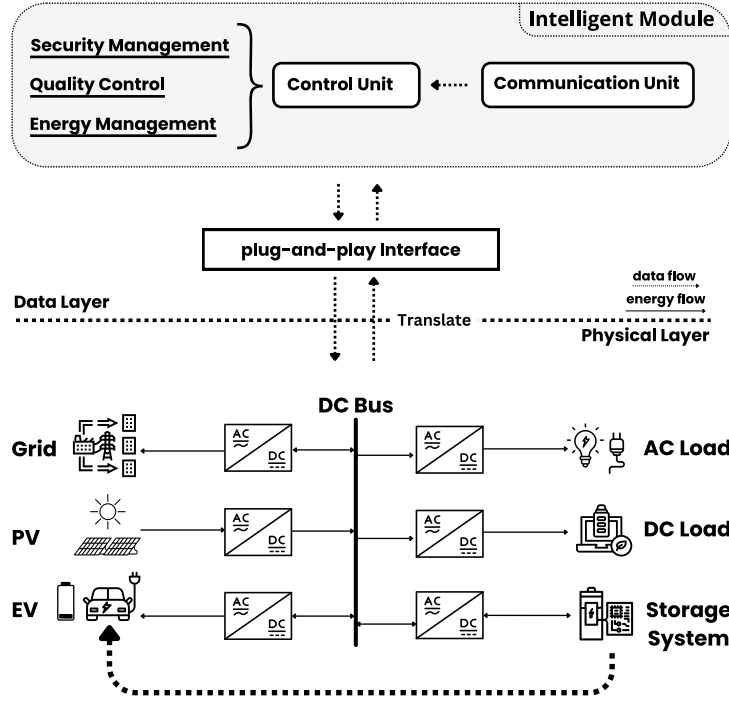 Intelligent Module
Security Management
Quality Control
Energy Management
Control Unit
Communication Unit
plug-and-play Interface
data flow
energy flow
Data Layer
Translate
Physical Layer
DC Bus
Grid
AC
DC
AC
DC
AC Load
PV
AC
DC
AC
DC
DC Load
EV
AC
DC
AC
DC
Storage
System